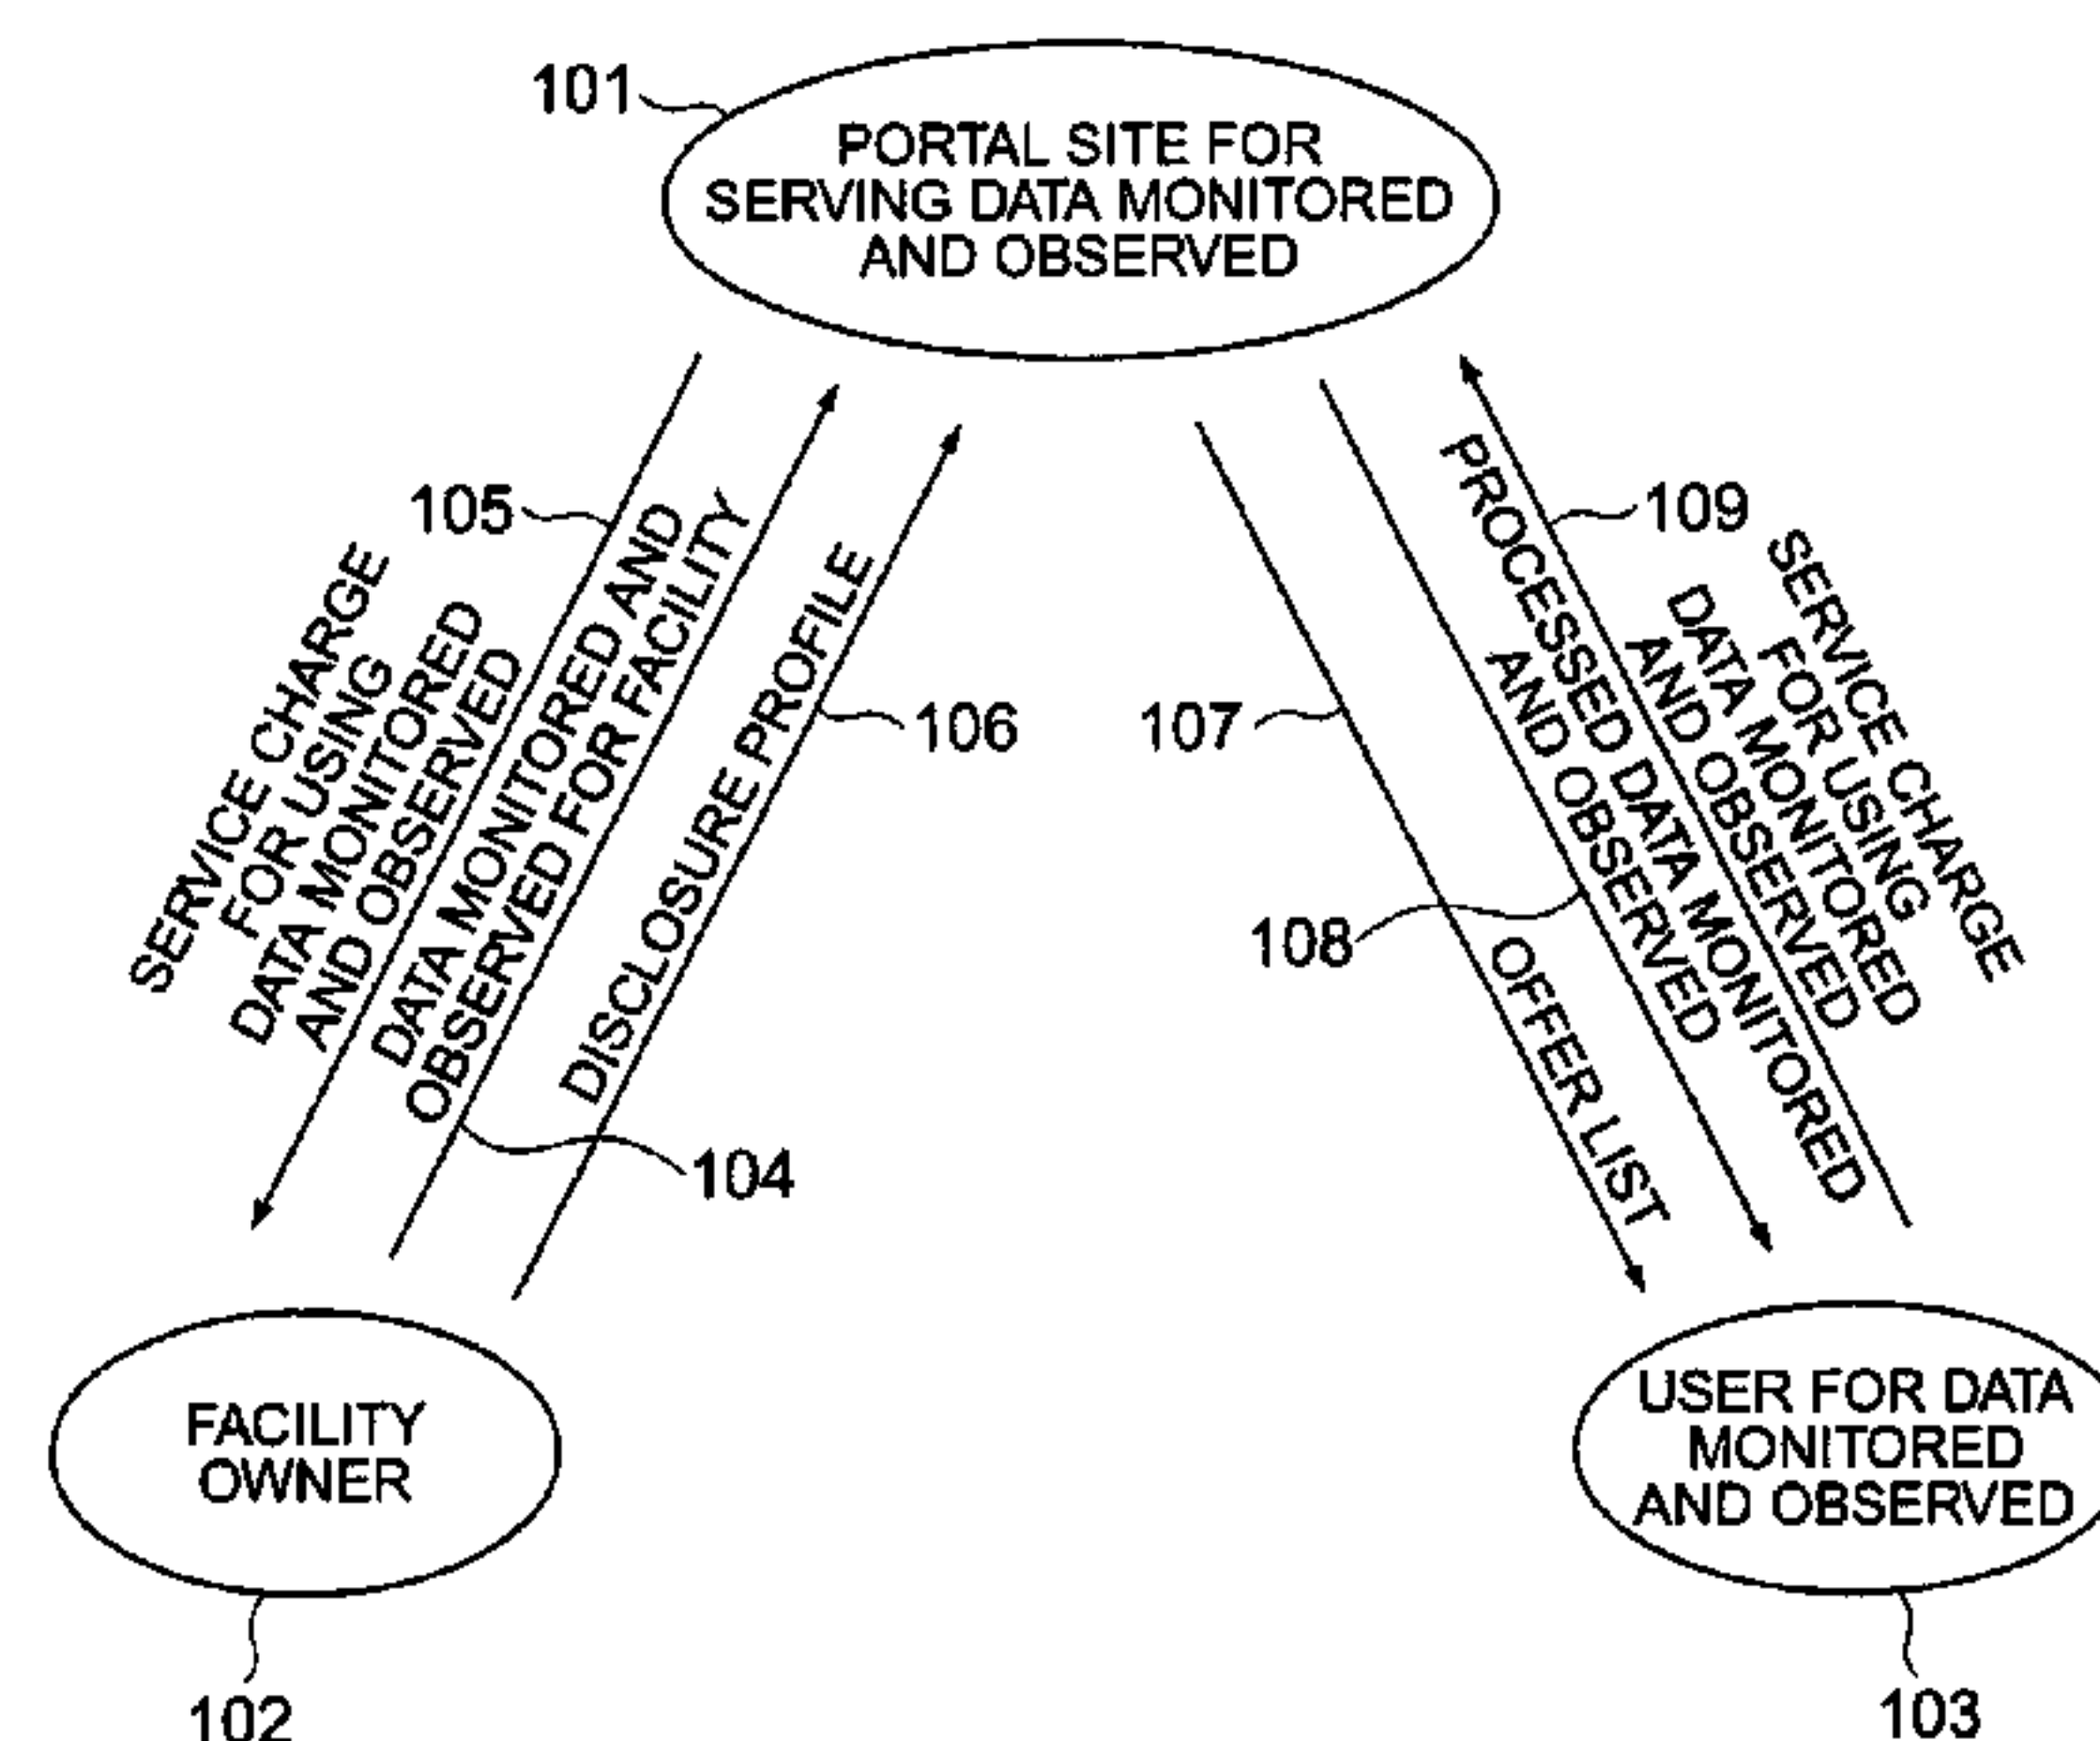 101
PORTAL SITE FOR
SERVING DATA MONITORED
AND OBSERVED
105
SERVICE CHARGE
FOR USING
DATA MONITORED
AND OBSERVED
DATA MONITORED AND
OBSERVED FOR FACILITY
104
DISCLOSURE PROFILE
106
107
OFFER LIST
108
PROCESSED DATA MONITORED
AND OBSERVED
109
SERVICE CHARGE
FOR USING
DATA MONITORED
AND OBSERVED
FACILITY
OWNER
102
USER FOR DATA
MONITORED
AND OBSERVED
103